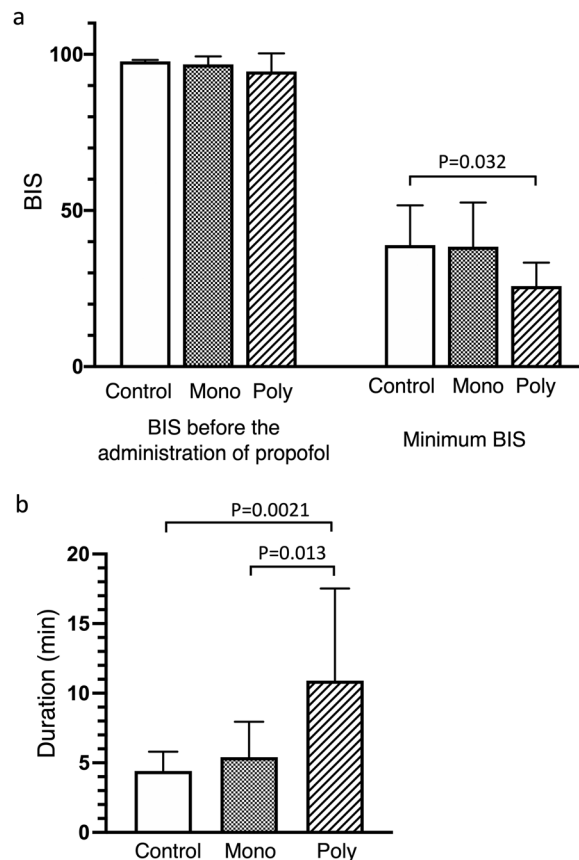 a
100
50
0
BIS
P=0.032
Control Mono Poly
Control Mono Poly
BIS before the
administration of propofol
Minimum BIS
b
P=0.0021
P=0.013
20
15
10
5
0
Duration (min)
Control Mono Poly